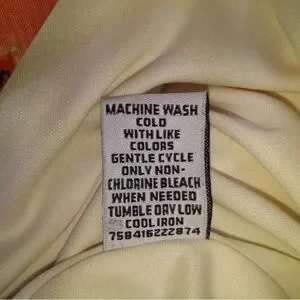 MACHINE WASH
COLD
WITH LIKE
COLORS
GENTLE CYCLE
ONLY NON-
CHLORINE BLEACH
WHEN NEEDED
TUMBLE DRY LOW
COOL IRON
758416222874